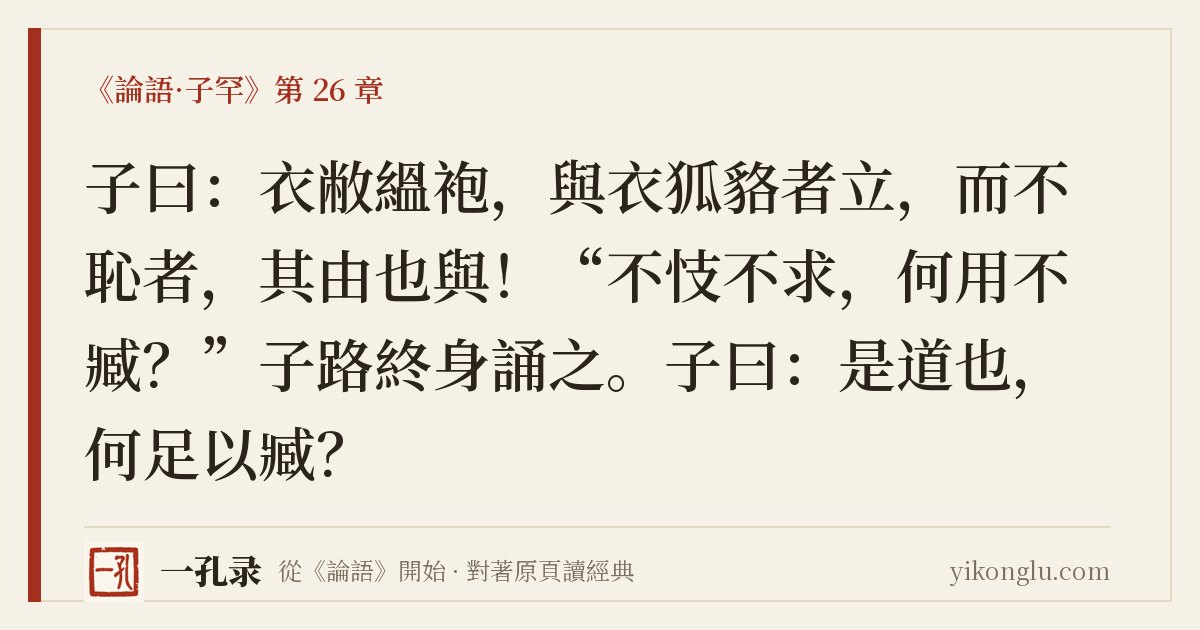 《論語·子罕》第 26 章
子曰：衣敝縕袍，與衣狐貉者立，而不
恥者，其由也與！“不忮不求，何用不
臧？”子路終身誦之。子曰：是道也，
何足以臧？
一孔
一孔录 從《論語》開始 · 對著原頁讀經典 yikonglu.com